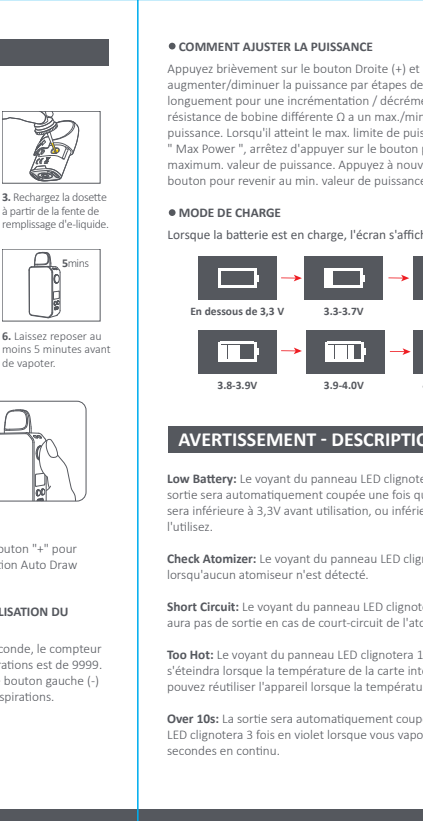 3. Rechargez la dosette
à partir de la fente de
remplissage d'e-liquide.
5mins
6. Laissez reposer au
moins 5 minutes avant
de vapoter.
outon "+" pour
ion Auto Draw
LISATION DU
conde, le compteur
rations est de 9999.
bouton gauche (-)
spirations.
● COMMENT AJUSTER LA PUISSANCE
Appuyez brièvement sur le bouton Droite (+) et
augmenter/diminuer la puissance par étapes de
longuement pour une incrémentation / décréme
résistance de bobine différente Ω a un max./min
puissance. Lorsqu'il atteint le max. limite de puis
" Max Power ", arrêtez d'appuyer sur le bouton p
maximum. valeur de puissance. Appuyez à nouv
bouton pour revenir au min. valeur de puissance
● MODE DE CHARGE
Lorsque la batterie est en charge, l'écran s'affich
En dessous de 3,3 V
3.3-3.7V
3.8-3.9V
3.9-4.0V
AVERTISSEMENT - DESCRIPTIO
Low Battery: Le voyant du panneau LED clignote
sortie sera automatiquement coupée une fois qu
sera inférieure à 3,3V avant utilisation, ou inférie
l'utilisez.
Check Atomizer: Le voyant du panneau LED clign
lorsqu'aucun atomiseur n'est détecté.
Short Circuit: Le voyant du panneau LED clignot
aura pas de sortie en cas de court-circuit de l'ato
Too Hot: Le voyant du panneau LED clignotera 1
s'éteindra lorsque la température de la carte inte
pouvez réutiliser l'appareil lorsque la températu
Over 10s: La sortie sera automatiquement coup
LED clignotera 3 fois en violet lorsque vous vapo
secondes en continu.